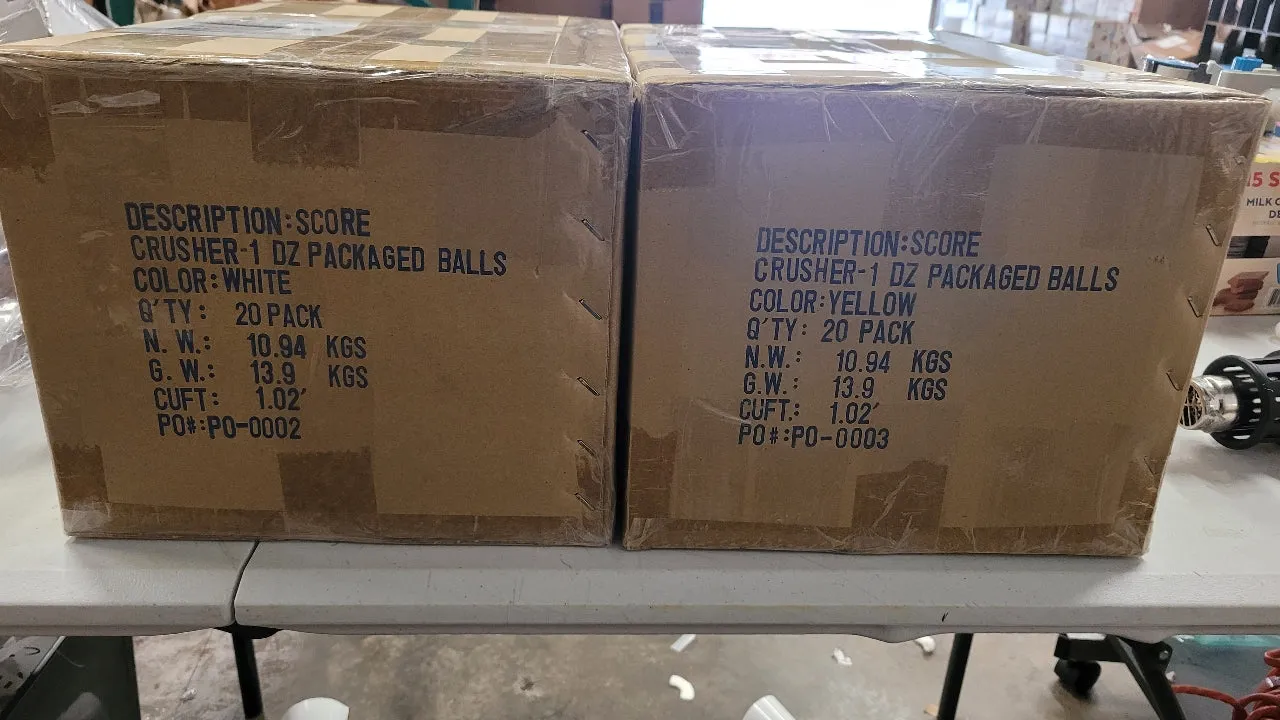 DESCRIPTION:SCORE
CRUSHER-1 DZ PACKAGED BALLS
COLOR:WHITE
Q'TY: 20 PACK
N.W.: 10.94 KGS
G.W.: 13.9 KGS
CUFT: 1.02'
PO#:PO-0002
DESCRIPTION:SCORE
CRUSHER-1 DZ PACKAGED BALLS
COLOR:YELLOW
Q'TY: 20 PACK
N.W.: 10.94 KGS
G.W.: 13.9 KGS
CUFT.: 1.02'
PO#:PO-0003
15 S
MILK